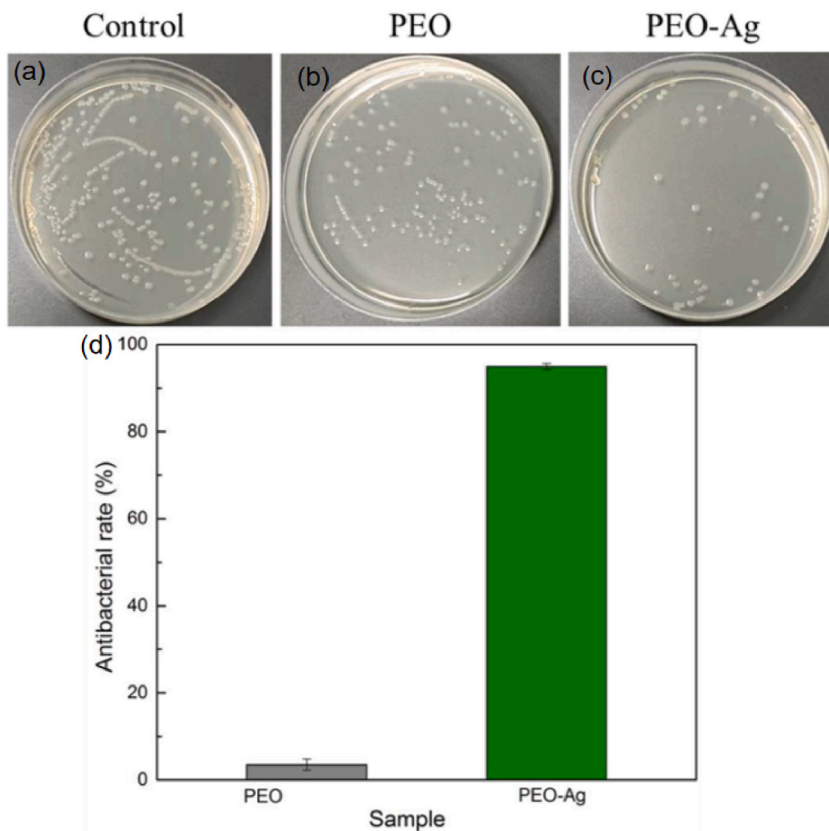 Control PEO PEO-Ag
(a) (b) (c)
(d)
100
80
60
40
20
0
Antibacterial rate (%)
PEO PEO-Ag
Sample